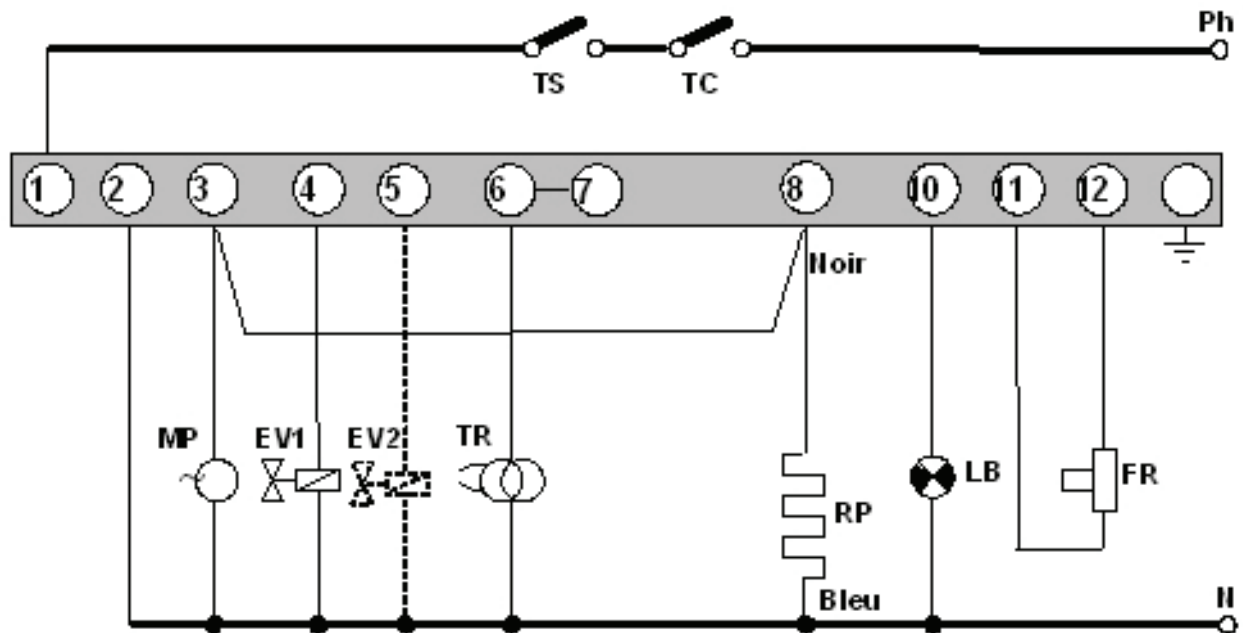 Ph
TS TC
1 2 3 4 5 6 7 8 10 11 12
Noir
MP EV1 EV2 TR
LB FR
RP
Bleu N